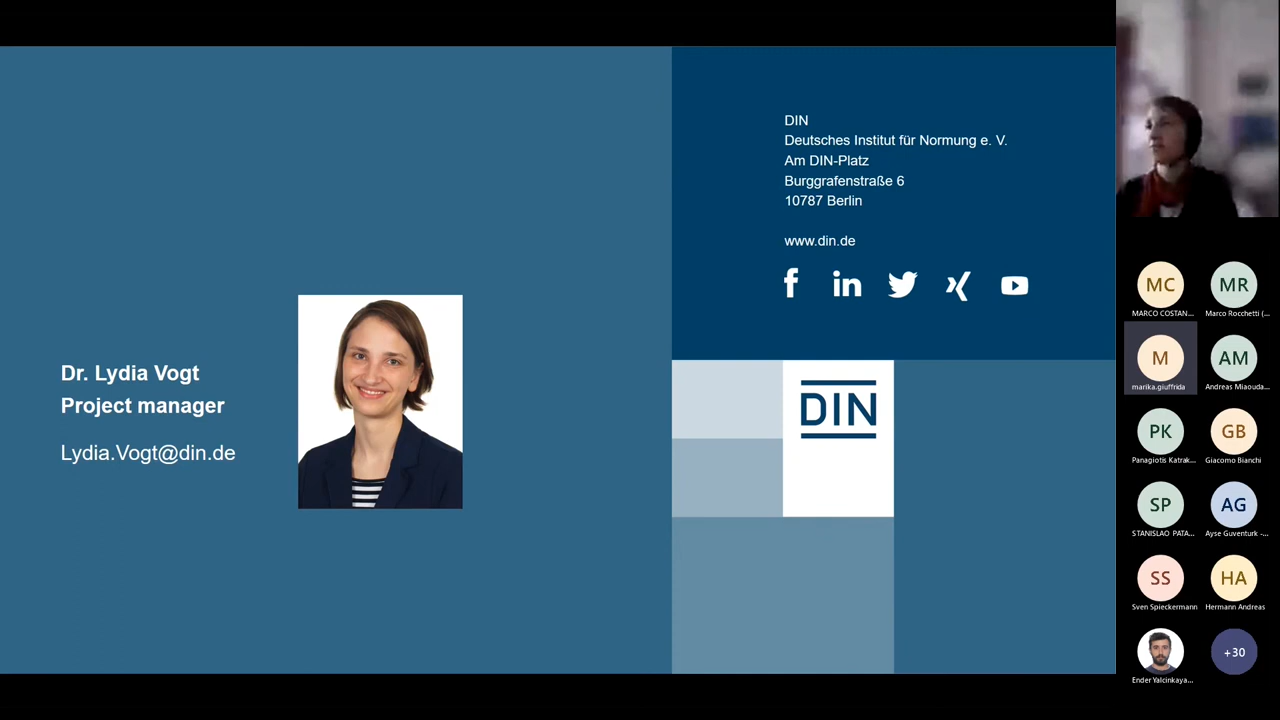 Dr. Lydia Vogt
Project manager
Lydia.Vogt@din.de
DIN
Deutsches Institut für Normung e. V.
Am DIN-Platz
Burggrafenstraße 6
10787 Berlin
www.din.de
DIN
MC
MARCO COSTAN...
MR
Marco Rocchetti (...
M
marika.giuffrida
AM
Andreas Miaouda...
PK
Panagiotis Katrak...
GB
Giacomo Bianchi
SP
STANISLAO PATA...
AG
Ayse Guventurk -...
SS
Sven Spieckermann
HA
Hermann Andreas
Ender Yalcinkaya...
+30